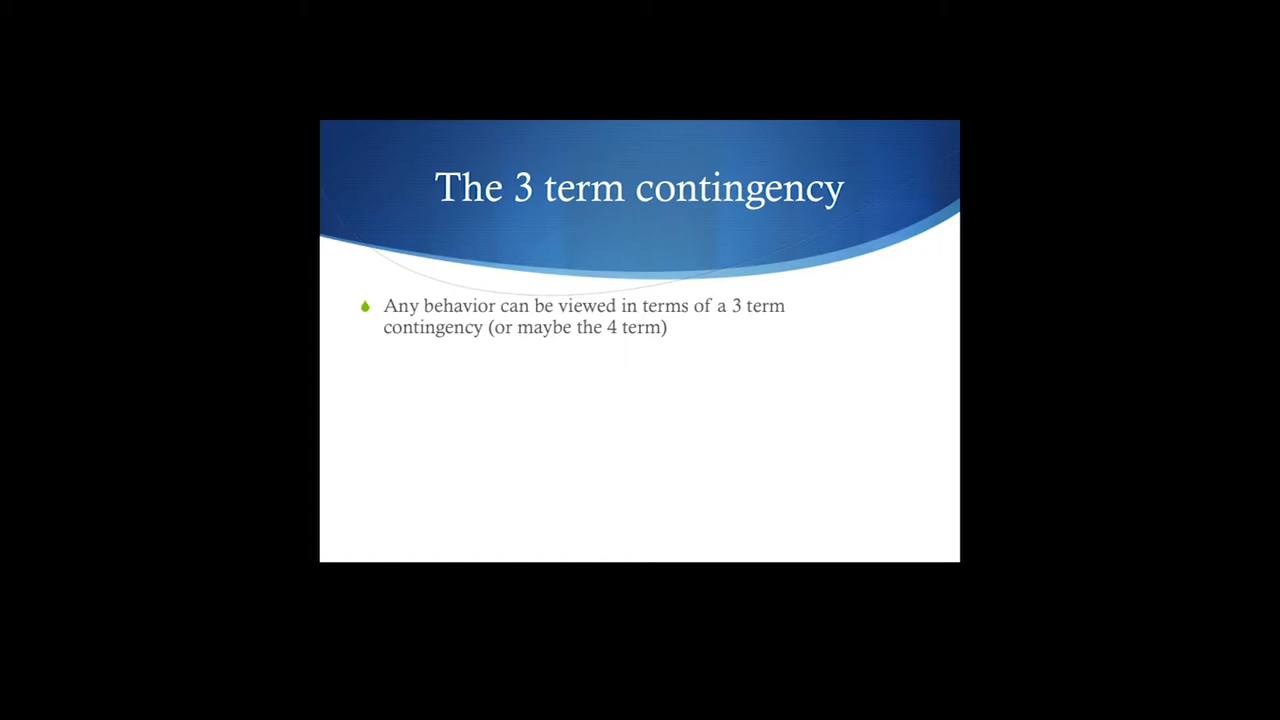 The 3 term contingency
Any behavior can be viewed in terms of a 3 term
contingency (or maybe the 4 term)